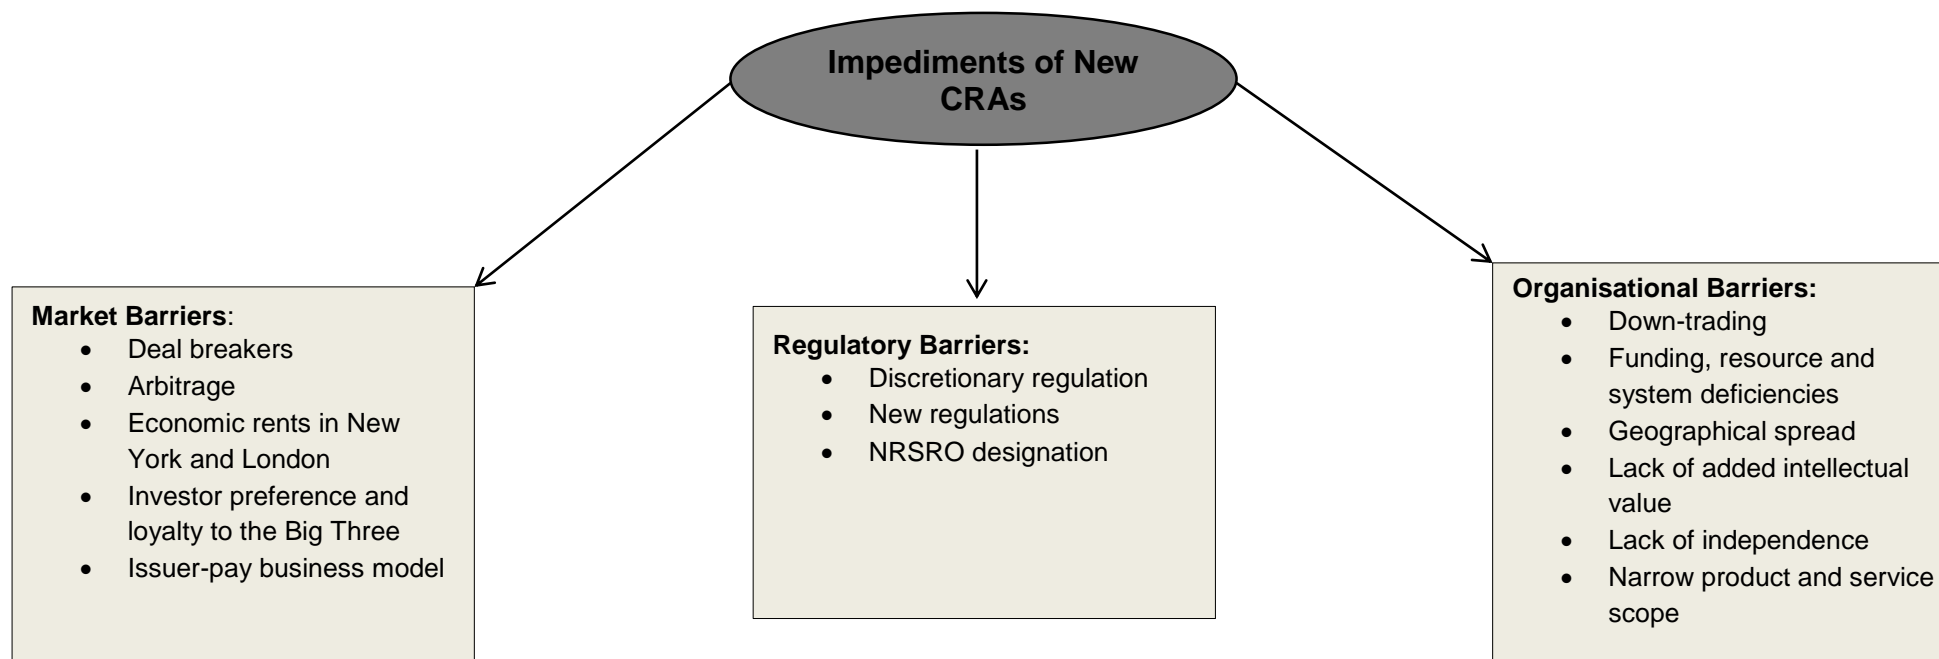 Impediments of New
CRAs
Market Barriers:
• Deal breakers
• Arbitrage
• Economic rents in New
York and London
• Investor preference and
loyalty to the Big Three
• Issuer-pay business model
Regulatory Barriers:
• Discretionary regulation
• New regulations
• NRSRO designation
Organisational Barriers:
• Down-trading
• Funding, resource and
system deficiencies
• Geographical spread
• Lack of added intellectual
value
• Lack of independence
• Narrow product and service
scope